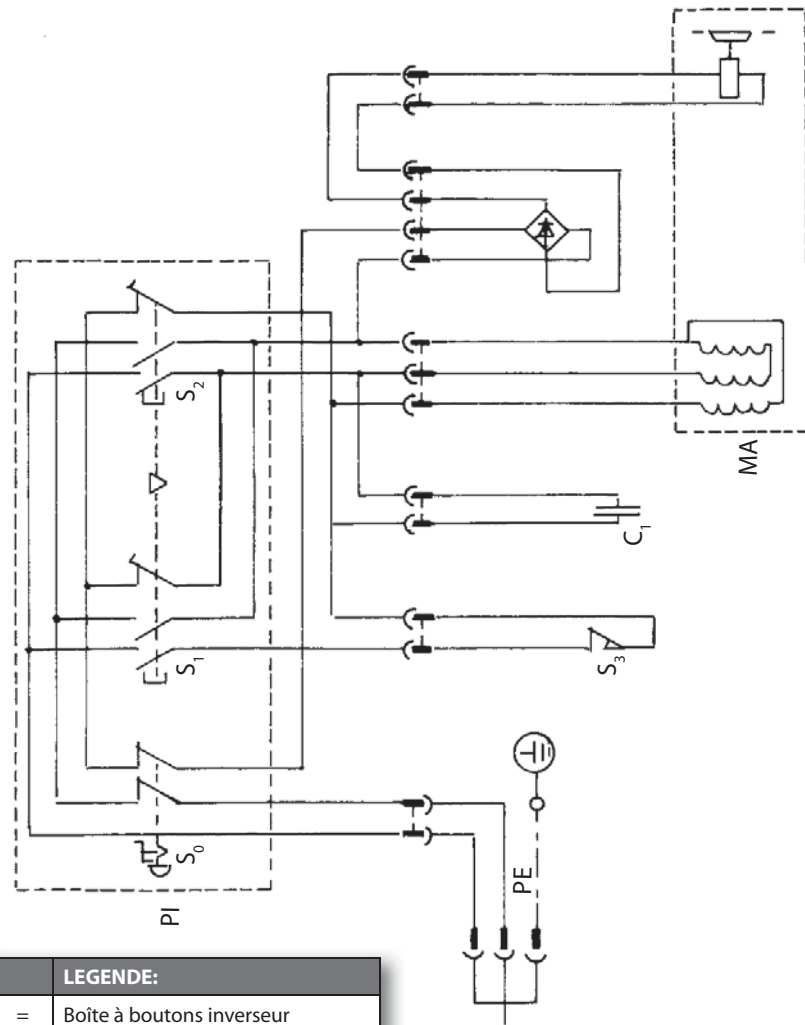 S₂
S₁
S₀
PI
MA
C₁
S₃
PE
LEGENDE:
= Boîte à boutons inverseur